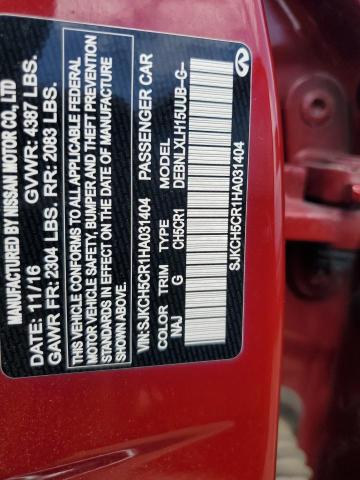 MFD BY NISSAN MOTOR CO., LTD
DATE: 11/16 GVWR: 4387 LBS.
GAWR FR: 2304 LBS. RR: 2083 LBS.
THIS VEHICLE CONFORMS TO ALL APPLICABLE FEDERAL
MOTOR VEHICLE SAFETY, BUMPER AND THEFT PREVENTION
STANDARDS IN EFFECT ON THE DATE OF MANUFACTURE
SHOWN ABOVE.
VIN:SJKCH5CR1HA031404 PASSENGER CAR
COLOR TRIM TYPE MODEL
NAJ G CH5CR1 DEBNLXLH15UUB-G--
SJKCH5CR1HA031404